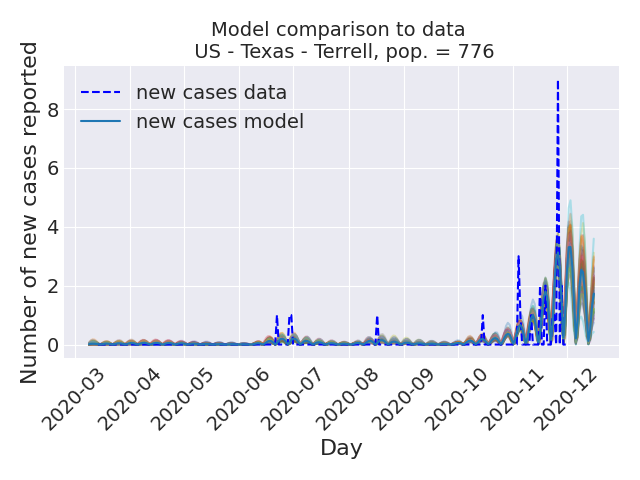 Model comparison to data
US - Texas - Terrell, pop. = 776
Number of new cases reported
8
6
4
2
0
new cases data
new cases model
2020-03
2020-04
2020-05
2020-06
2020-07
2020-08
2020-09
2020-10
2020-11
2020-12
Day